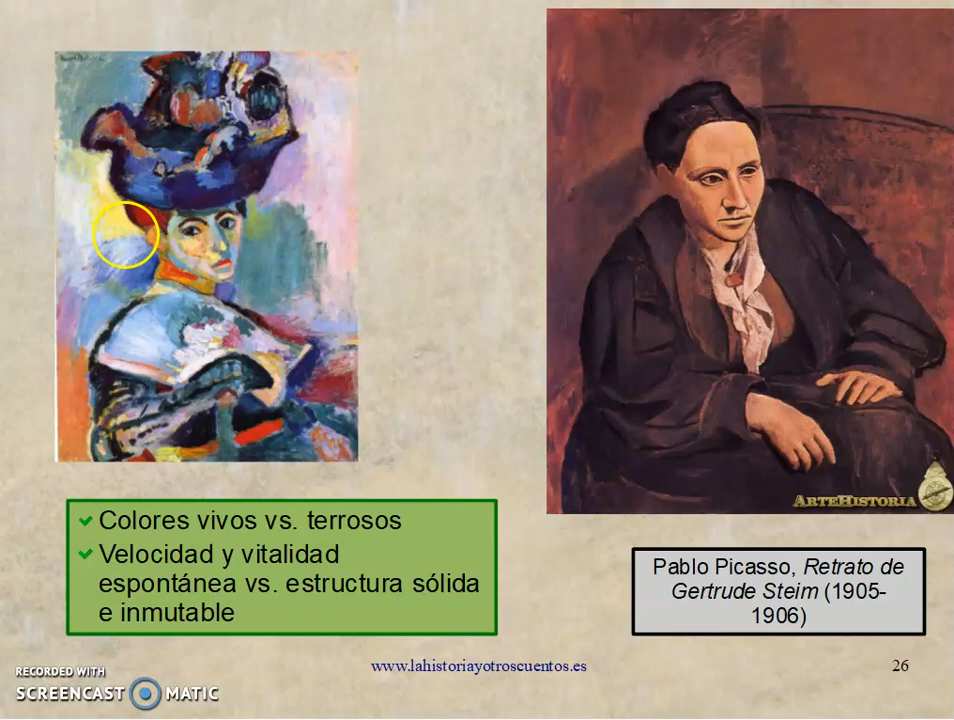 ARTEHISTORIA
Colores vivos vs. terrosos
Velocidad y vitalidad
espontánea vs. estructura sólida
e inmutable
Pablo Picasso, Retrato de
Gertrude Steim (1905-
1906)
www.lahistoriayotroscuentos.es
26
RECORDED WITH
SCREENCAST MATIC